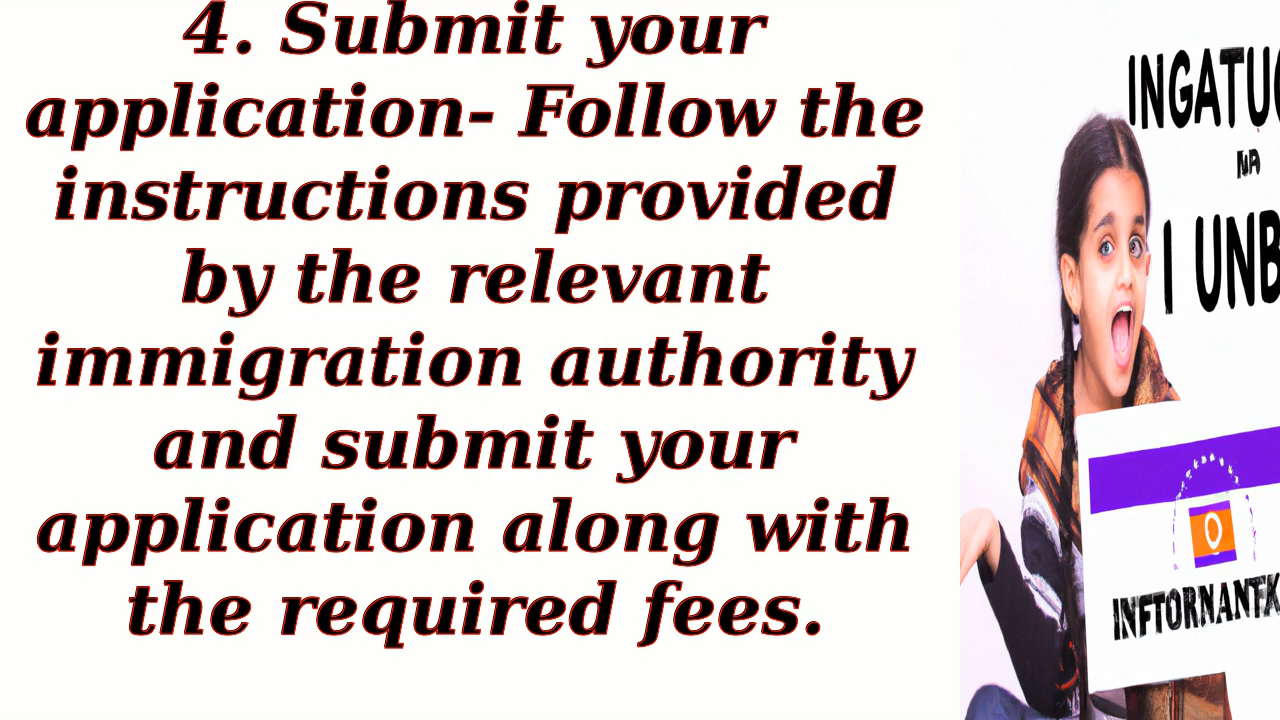 4. Submit your
application- Follow the
instructions provided
by the relevant
immigration authority
and submit your
application along with
the required fees.
INGATU
I UNB
INFTORNANTK